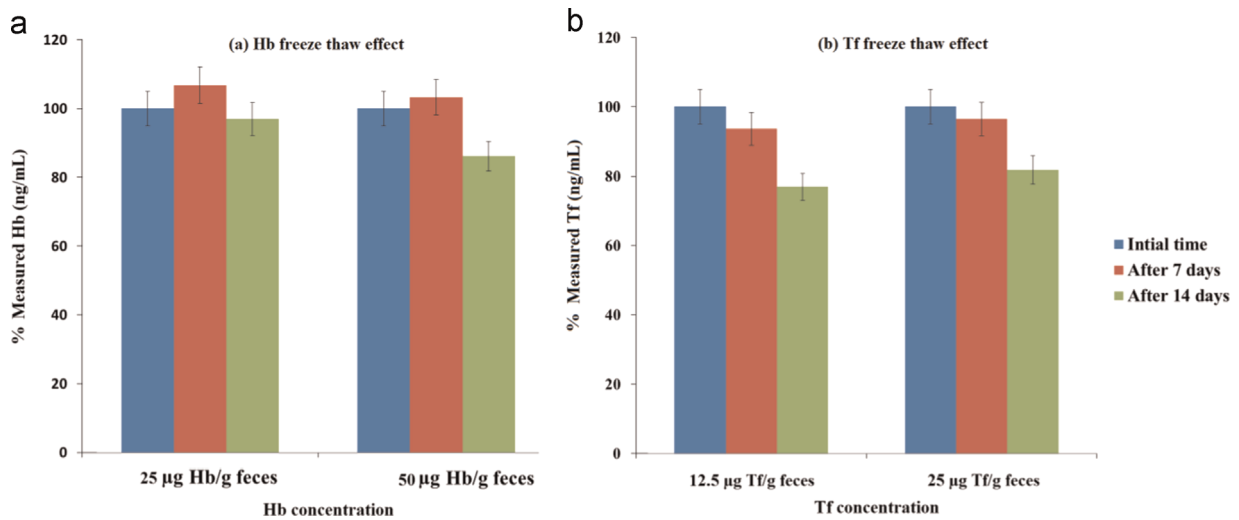 a
(a) Hb freeze thaw effect
% Measured Hb (ng/mL)
120
100
80
60
40
20
0
25 µg Hb/g feces
50 µg Hb/g feces
Hb concentration
b
(b) Tf freeze thaw effect
% Measured Tf (ng/mL)
120
100
80
60
40
20
0
12.5 µg Tf/g feces
25 µg Tf/g feces
Tf concentration
Intial time
After 7 days
After 14 days